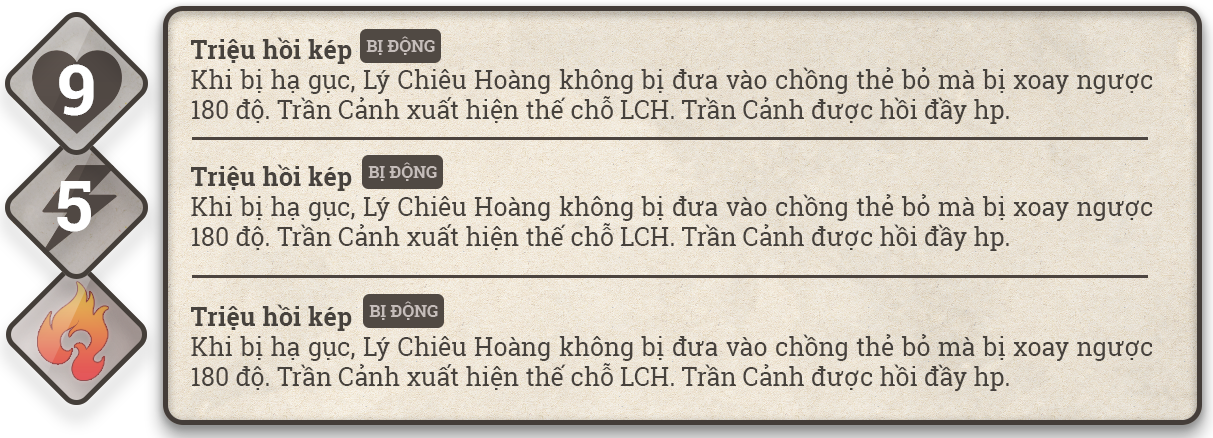 9
5
Triệu hồi kép BỊ ĐỘNG
Khi bị hạ gục, Lý Chiêu Hoàng không bị đưa vào chồng thẻ bỏ mà bị xoay ngược
180 độ. Trần Cảnh xuất hiện thế chỗ LCH. Trần Cảnh được hồi đầy hp.
Triệu hồi kép BỊ ĐỘNG
Khi bị hạ gục, Lý Chiêu Hoàng không bị đưa vào chồng thẻ bỏ mà bị xoay ngược
180 độ. Trần Cảnh xuất hiện thế chỗ LCH. Trần Cảnh được hồi đầy hp.
Triệu hồi kép BỊ ĐỘNG
Khi bị hạ gục, Lý Chiêu Hoàng không bị đưa vào chồng thẻ bỏ mà bị xoay ngược
180 độ. Trần Cảnh xuất hiện thế chỗ LCH. Trần Cảnh được hồi đầy hp.